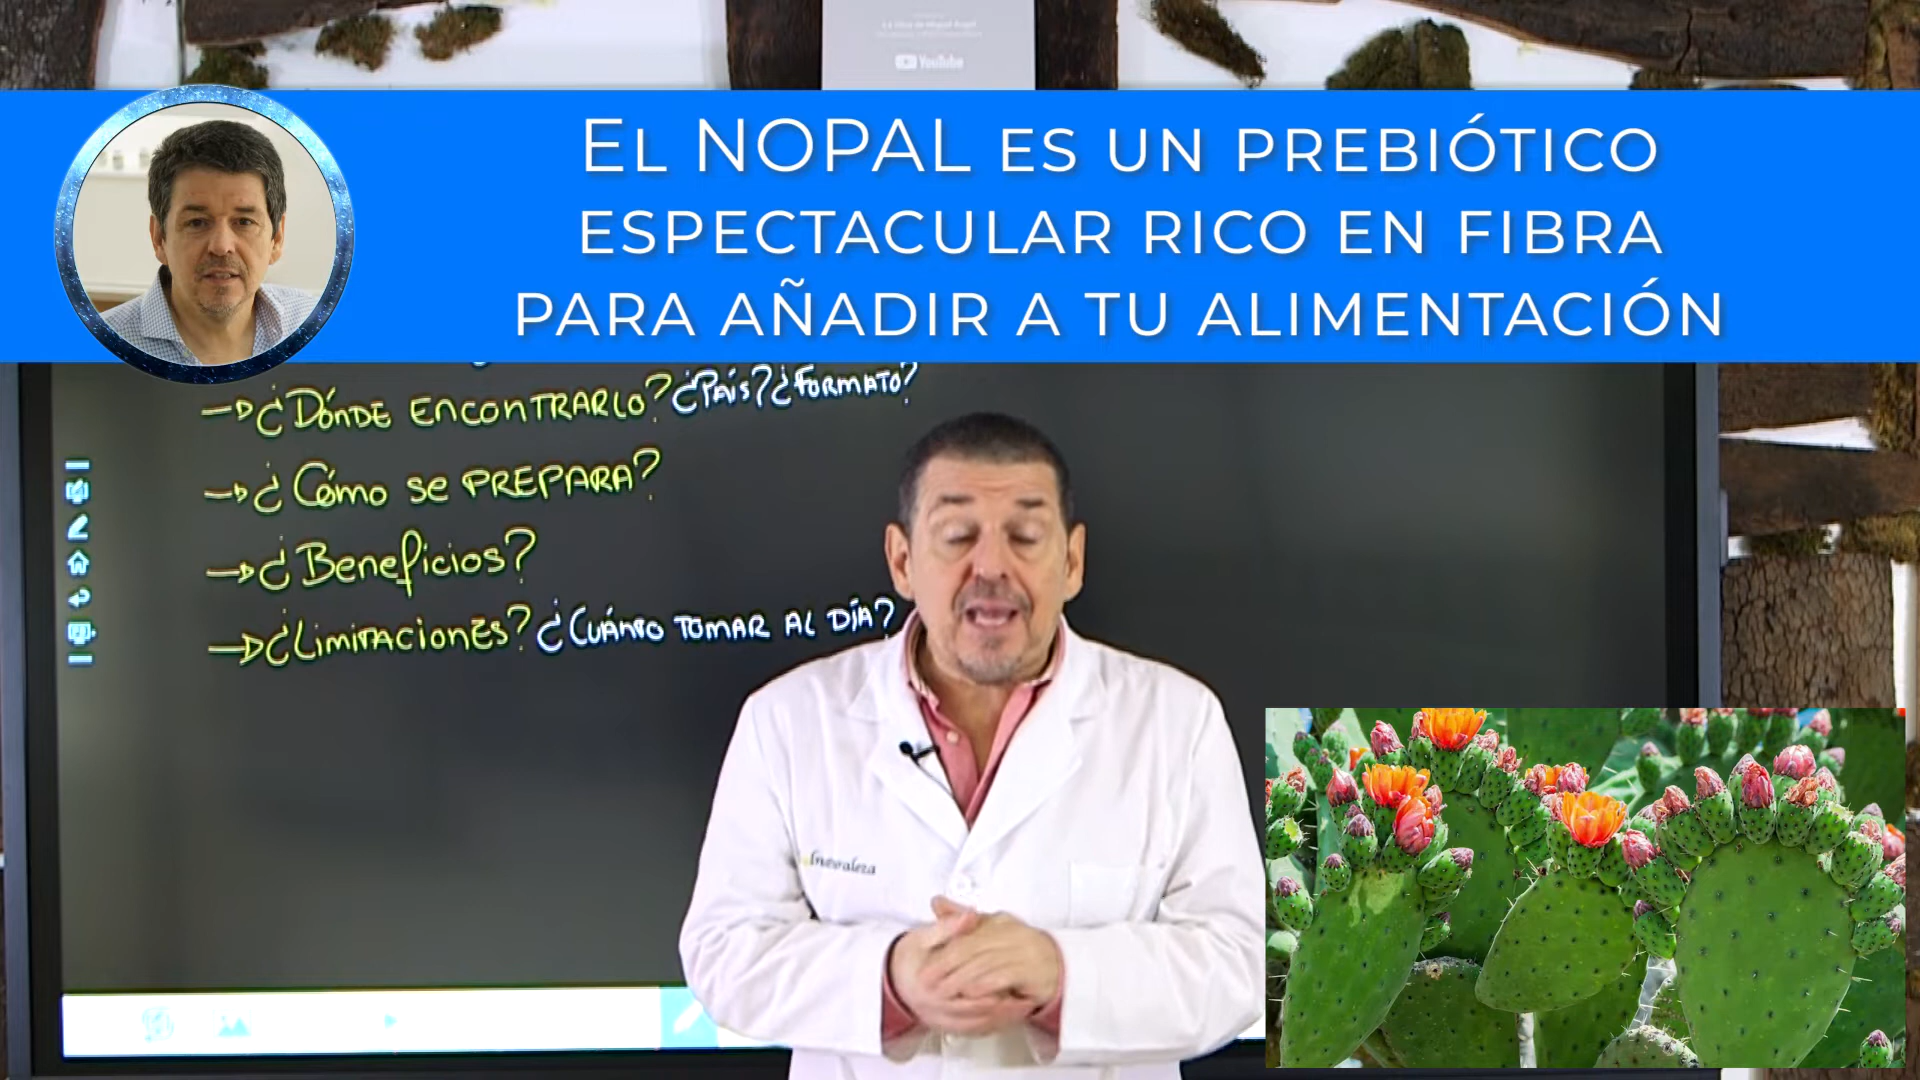 YouTube
El NOPAL es un prebiótico
espectacular rico en fibra
para añadir a tu alimentación
¿Dónde encontrarlo? ¿País? ¿Formato?
¿Cómo se prepara?
¿Beneficios?
¿Limitaciones? ¿Cuánto tomar al día?